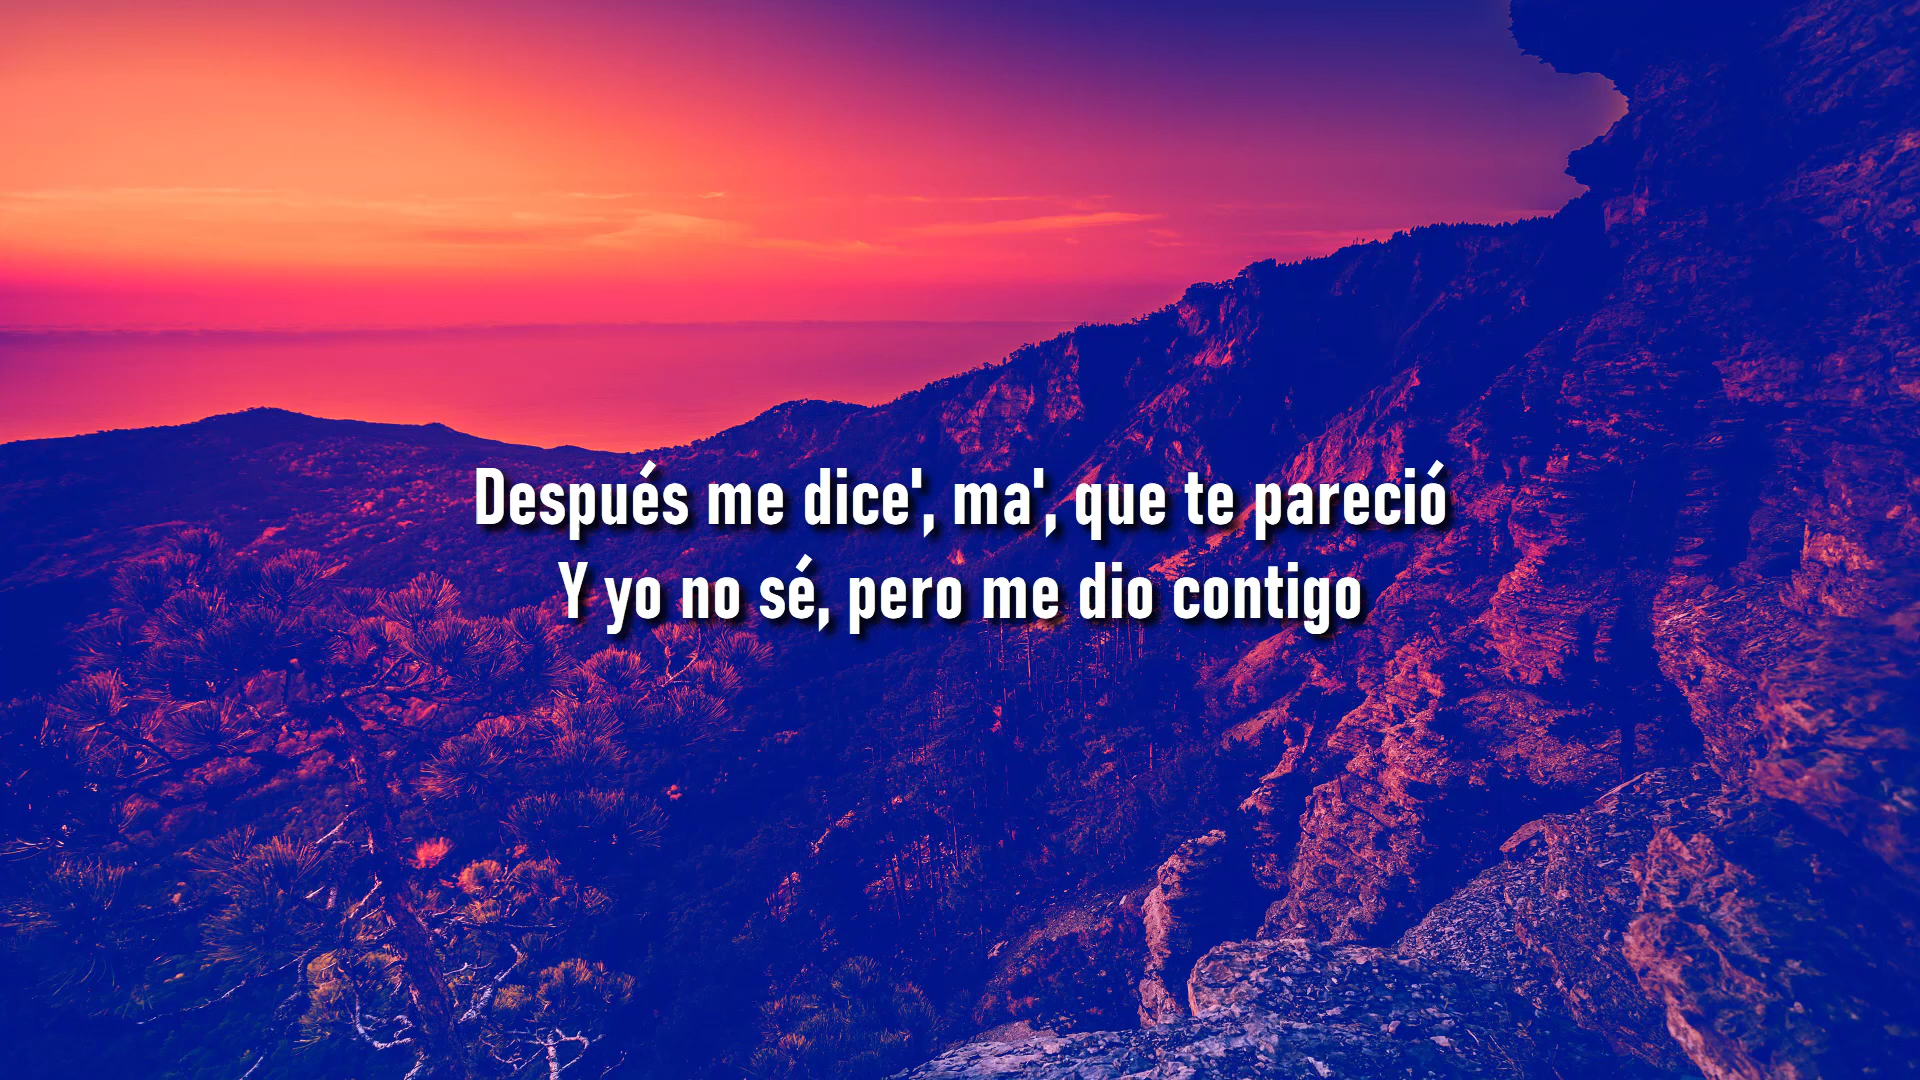 Después me dice', ma', que te pareció
Y yo no sé, pero me dio contigo